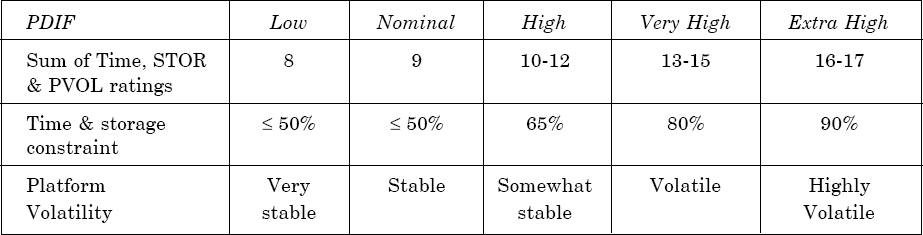 PDIF Low Nominal High Very High Extra High
Sum of Time, STOR 8 9 10-12 13-15 16-17
& PVOL ratings
Time & storage ≤ 50% ≤ 50% 65% 80% 90%
constraint
Platform Very Stable Somewhat Volatile Highly
Volatility stable stable Volatile